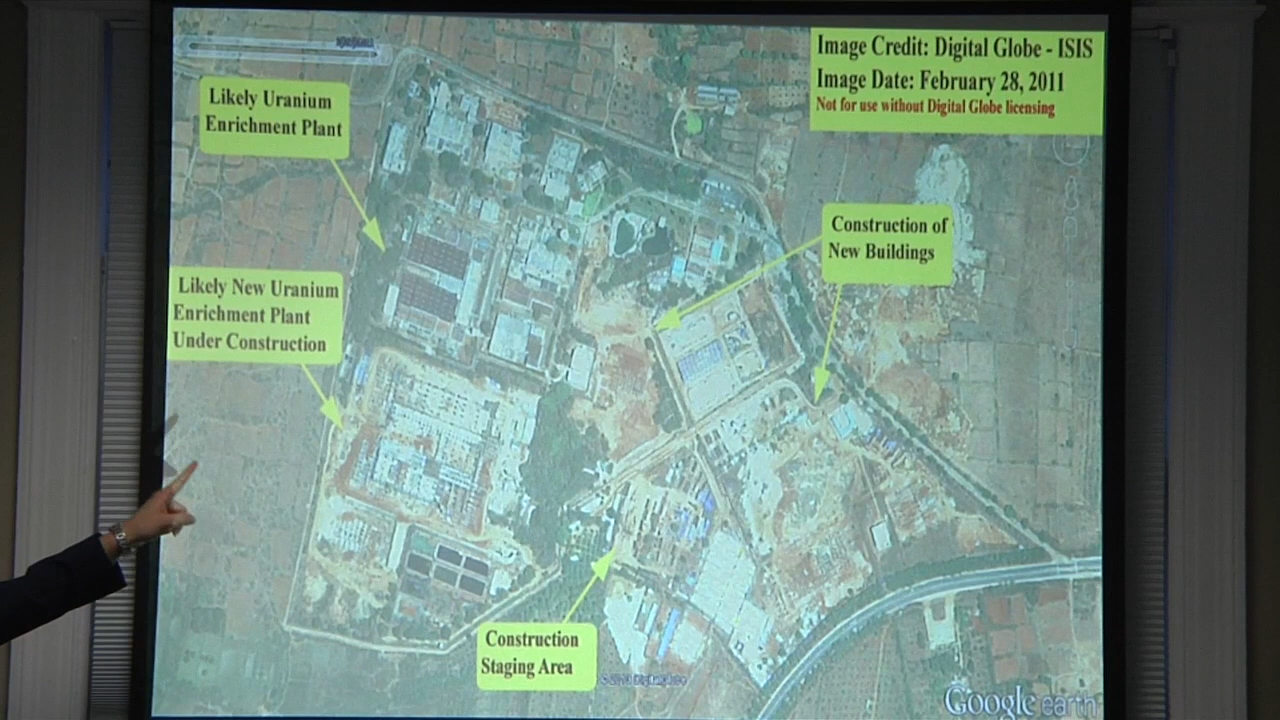 Image Credit: Digital Globe - ISIS
Image Date: February 28, 2011
Not for use without Digital Globe licensing
Likely Uranium
Enrichment Plant
Construction of
New Buildings
Likely New Uranium
Enrichment Plant
Under Construction
Construction
Staging Area
Google earth